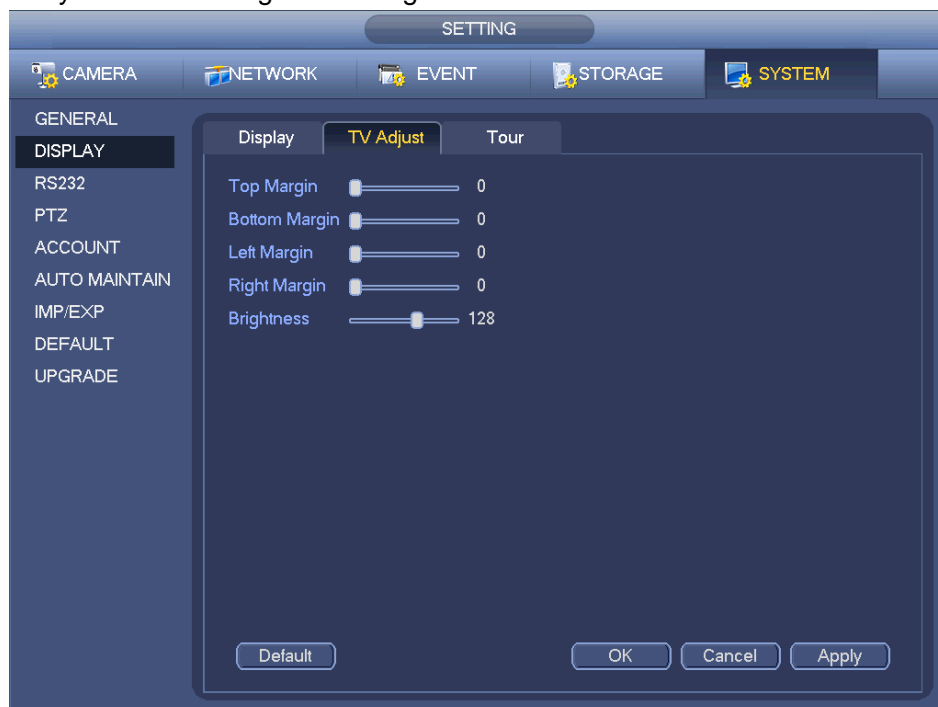 SETTING
CAMERA NETWORK EVENT STORAGE SYSTEM
GENERAL
DISPLAY
RS232
PTZ
ACCOUNT
AUTO MAINTAIN
IMP/EXP
DEFAULT
UPGRADE
Display TV Adjust Tour
Top Margin 0
Bottom Margin 0
Left Margin 0
Right Margin 0
Brightness 128
Default OK Cancel Apply